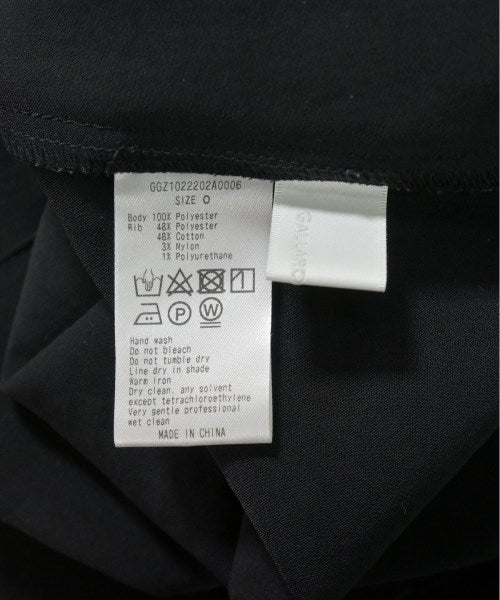 GGZ1022202A0006
SIZE O
Body 100% Polyester
Rib 48% Polyester
48% Cotton
3% Nylon
1% Polyurethane
P W
Hand wash
Do not bleach
Do not tumble dry
Line dry in shade
Warm iron
Dry clean, any solvent
except tetrachloroethylene
Very gentle professional
wet clean
MADE IN CHINA